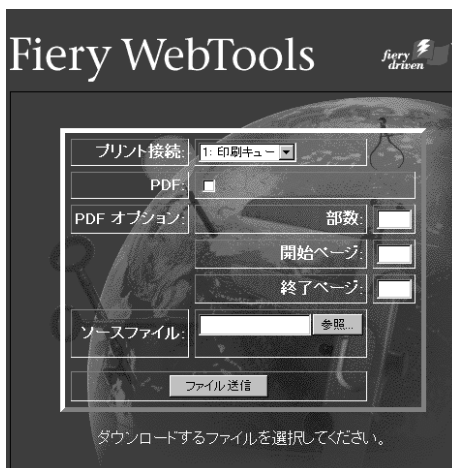 Fiery WebTools
fiery
driven
プリント接続: 1: 印刷キュー
PDF:
PDF オプション: 部数:
開始ページ:
終了ページ:
ソースファイル: 参照...
ファイル送信
ダウンロードするファイルを選択してください。